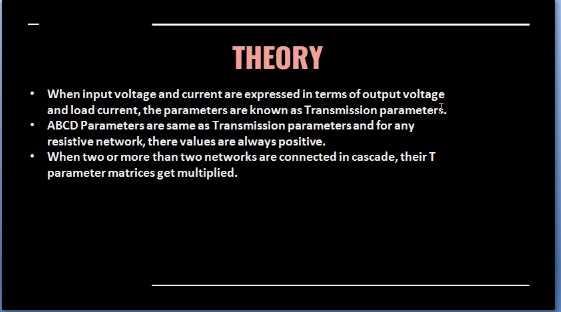 THEORY
• When input voltage and current are expressed in terms of output voltage
and load current, the parameters are known as Transmission parameters.
• ABCD Parameters are same as Transmission parameters and for any
resistive network, there values are always positive.
• When two or more than two networks are connected in cascade, their T
parameter matrices get multiplied.